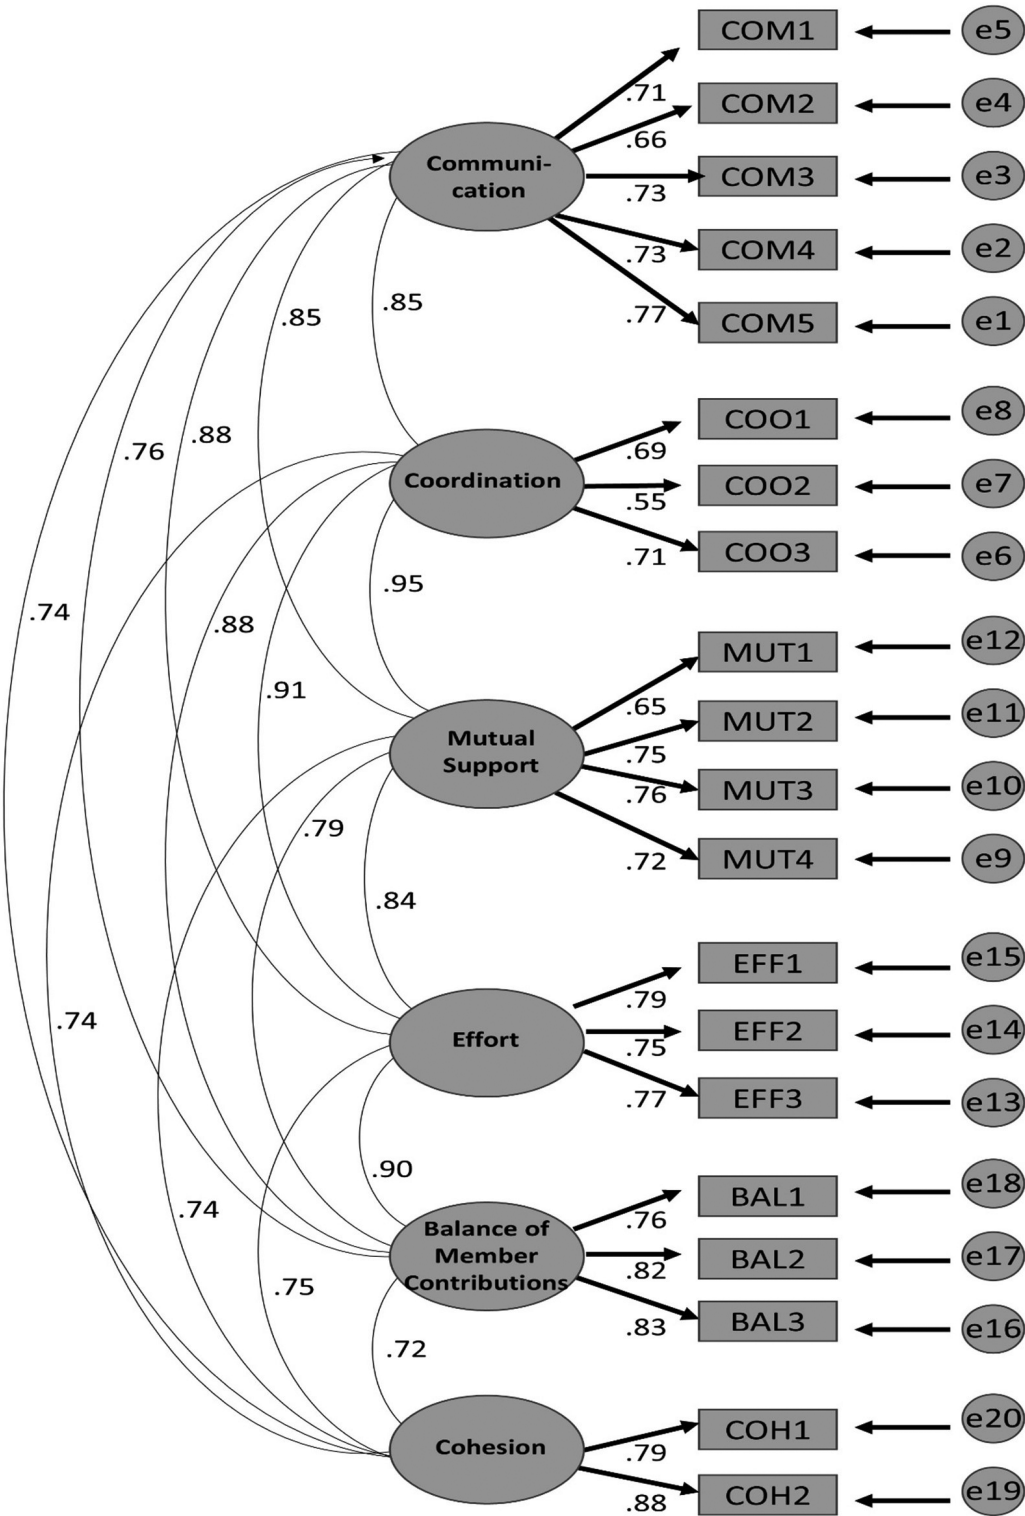 COM1
e5
.71
COM2
e4
.66
Communi-
cation
COM3
e3
.73
COM4
e2
.73
COM5
e1
.77
.85
.85
COO1
e8
.69
.88
.76
Coordination
COO2
e7
.55
COO3
e6
.71
.95
.74
.88
MUT1
e12
.65
.91
MUT2
e11
.75
Mutual
Support
MUT3
e10
.76
.79
MUT4
e9
.72
.84
EFF1
e15
.79
.74
Effort
EFF2
e14
.75
EFF3
e13
.77
.90
BAL1
e18
.76
.74
Balance of
Member
Contributions
BAL2
e17
.82
.75
BAL3
e16
.83
.72
COH1
e20
.79
Cohesion
COH2
e19
.88